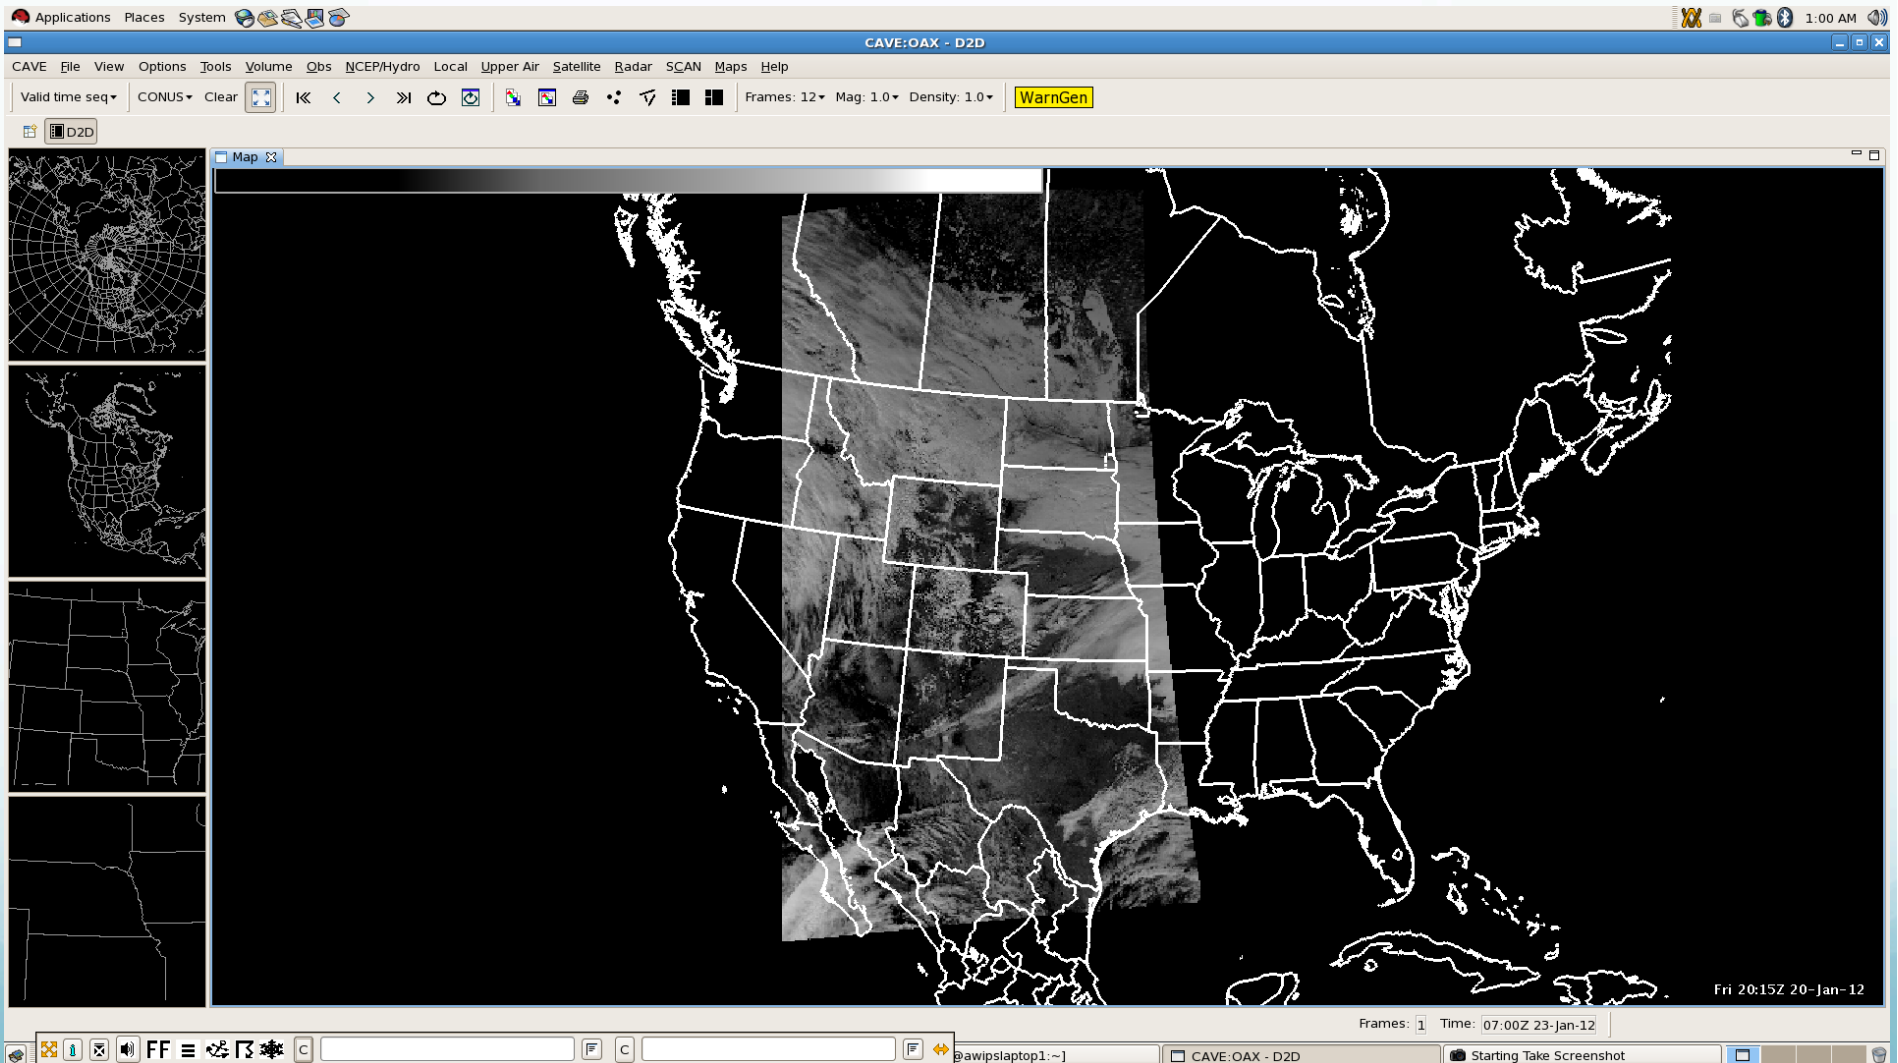 Applications Places System 1:00 AM
CAVE:OAX - D2D
CAVE File View Options Tools Volume Obs NCEP/Hydro Local Upper Air Satellite Radar SCAN Maps Help
Valid time seq CONUS Clear Frames: 12 Mag: 1.0 Density: 1.0 WarnGen
D2D
Map
Fri 20:15Z 20-Jan-12
Frames: 1 Time: 07:00Z 23-Jan-12
FF C C
@awipslaptop1:~] CAVE:OAX - D2D Starting Take Screenshot